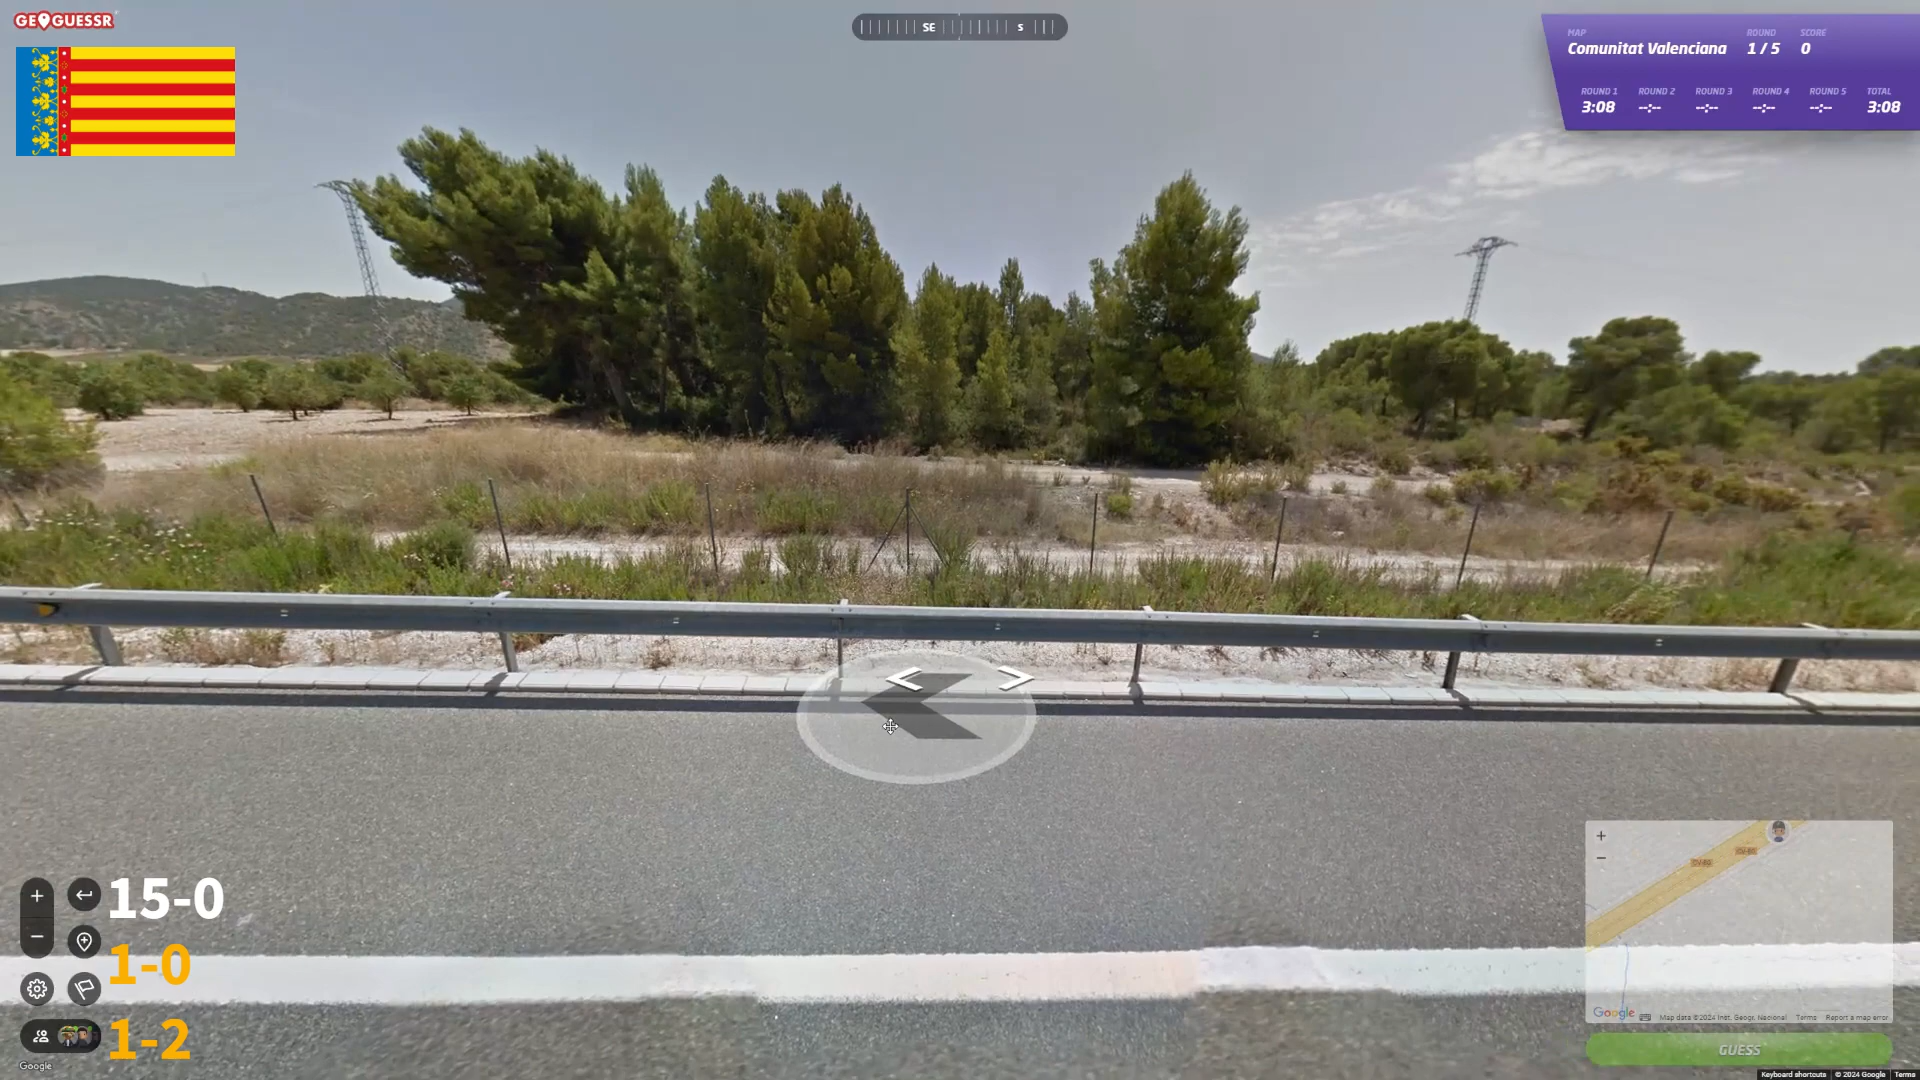 GEOGUESSR
SE
S
MAP
Comunitat Valenciana
ROUND
1 / 5
SCORE
0
ROUND 1
3:08
ROUND 2
--:--
ROUND 3
--:--
ROUND 4
--:--
ROUND 5
--:--
TOTAL
3:08
15-0
1-0
1-2
Google
Google
Map data ©2024 Inst. Geogr. Nacional
Terms
Report a map error
GUESS
Keyboard shortcuts
© 2024 Google
Terms